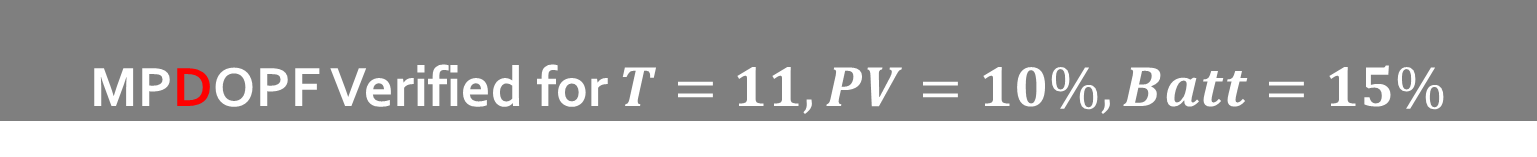 MPDOPF Verified for T = 11, PV = 10%, Batt = 15%